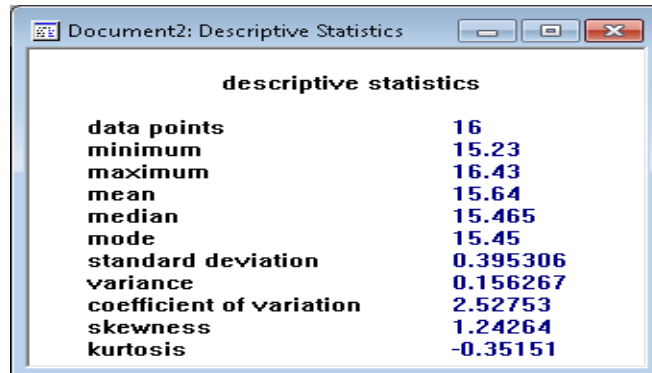 Document2: Descriptive Statistics
descriptive statistics
data points 16
minimum 15.23
maximum 16.43
mean 15.64
median 15.465
mode 15.45
standard deviation 0.395306
variance 0.156267
coefficient of variation 2.52753
skewness 1.24264
kurtosis -0.35151